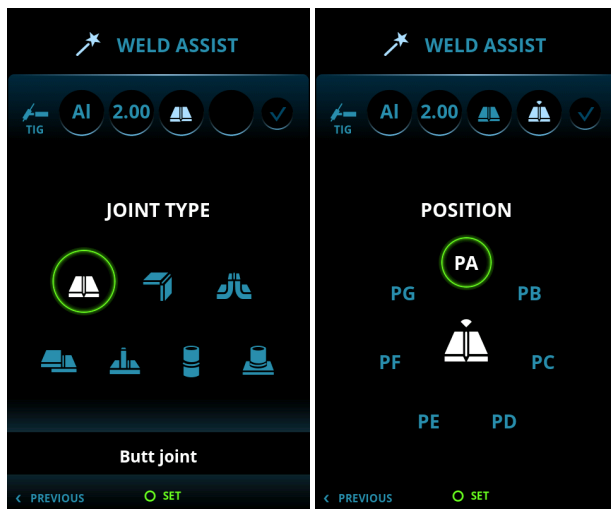 WELD ASSIST
TIG
Al
2.00
JOINT TYPE
Butt joint
PREVIOUS
SET
WELD ASSIST
TIG
Al
2.00
POSITION
PA
PG
PB
PF
PC
PE
PD
PREVIOUS
SET